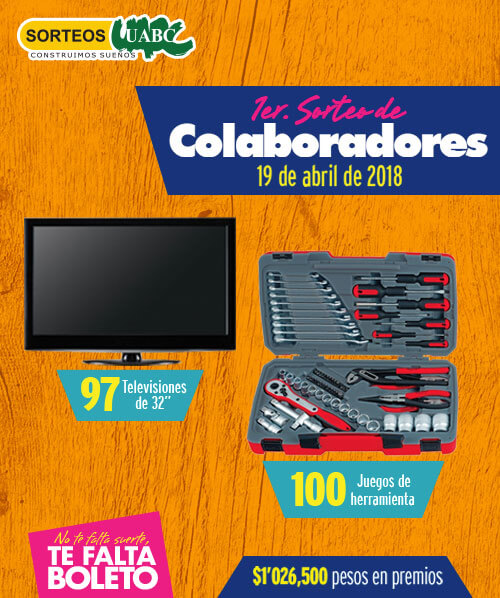 SORTEOS UABC
CONSTRUIMOS SUEÑOS
1er. Sorteo de
Colaboradores
19 de abril de 2018
97 Televisiones
de 32"
100 Juegos de
herramienta
No te falta suerte,
TE FALTA
BOLETO
$1'026,500 pesos en premios